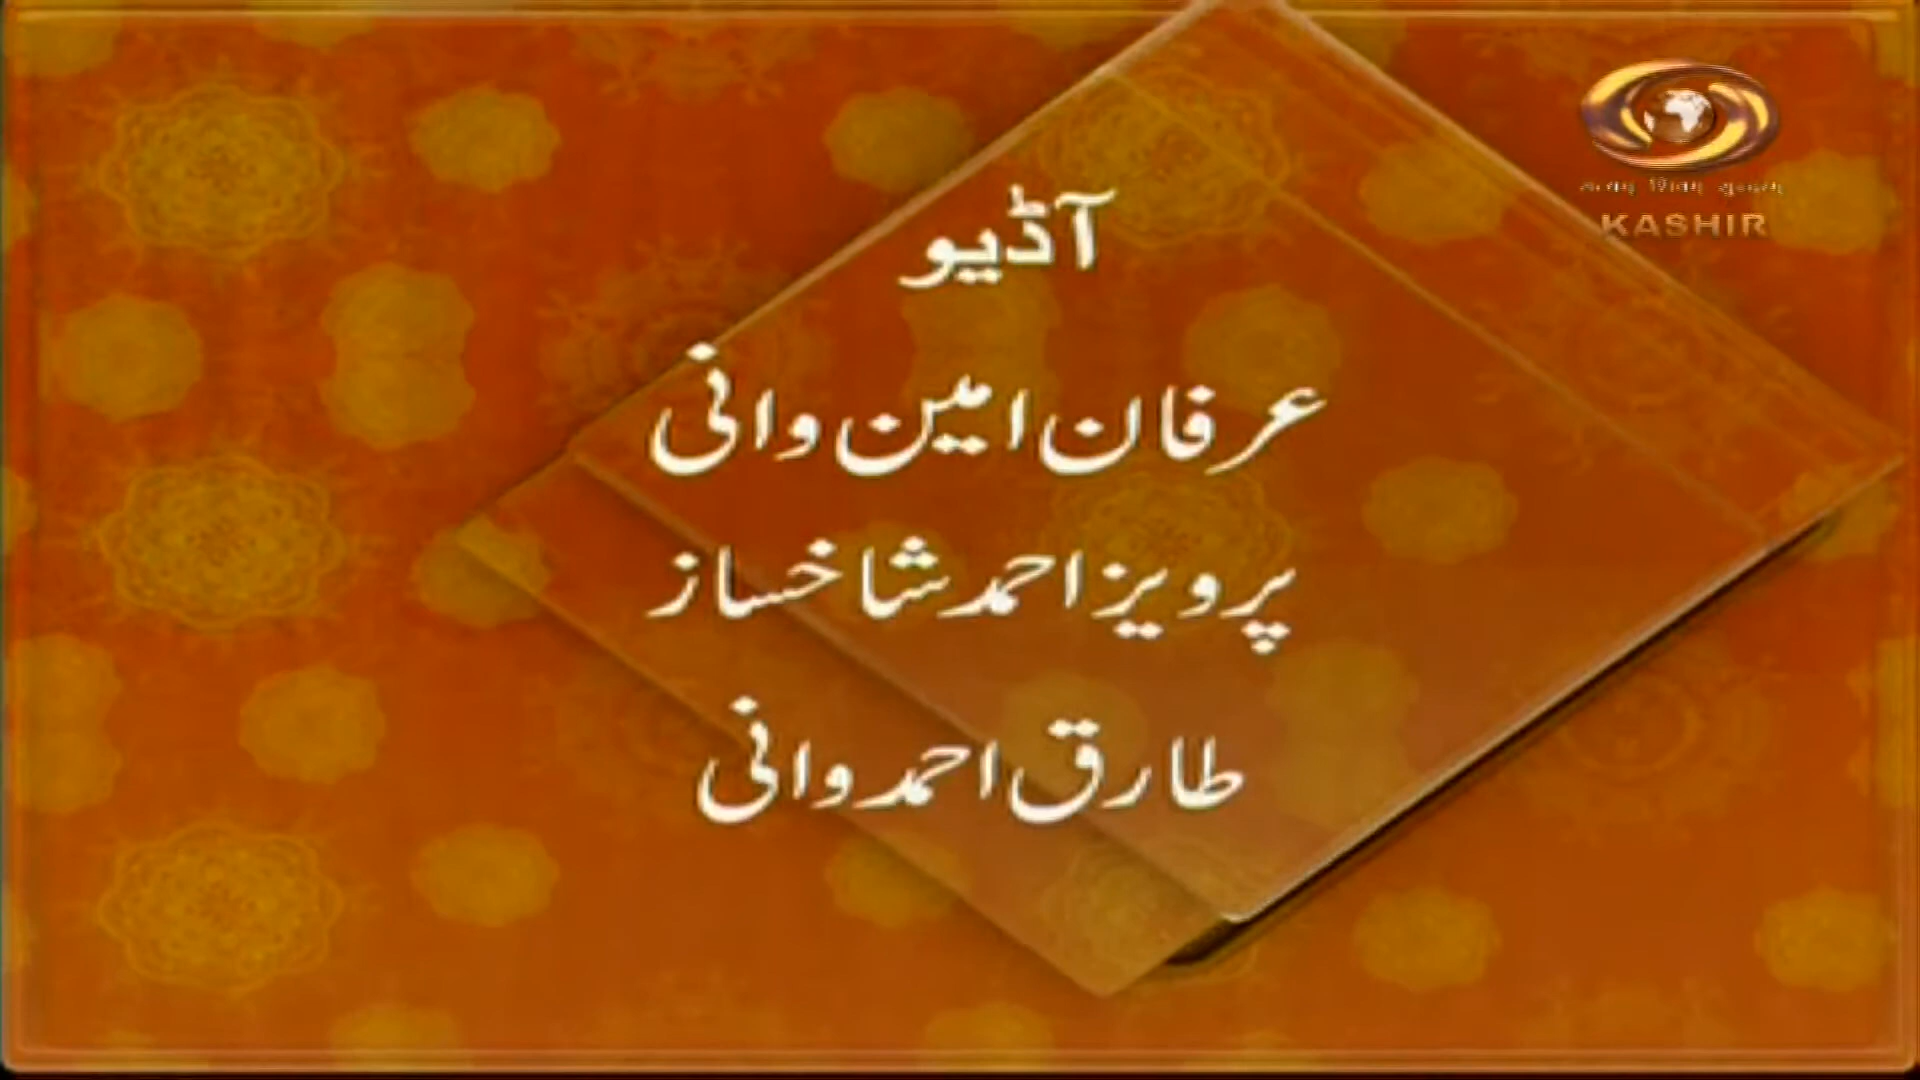 آڈیو
عرفان امین وانی
پرویز احمد شاخساز
طارق احمد وانی
KASHIR